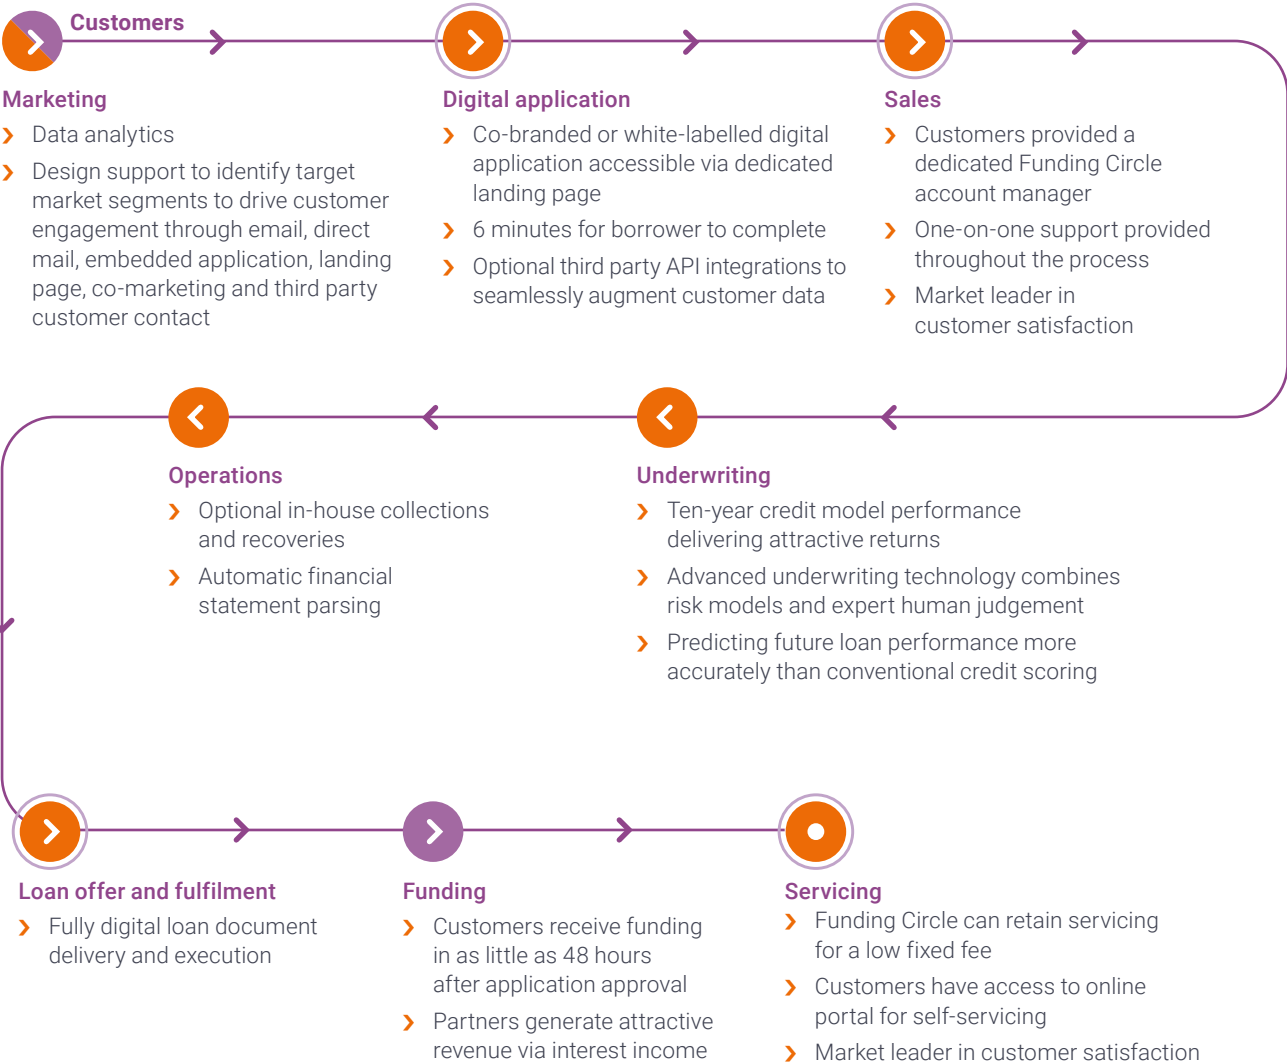 Customers
Marketing
Data analytics
Design support to identify target
market segments to drive customer
engagement through email, direct
mail, embedded application, landing
page, co-marketing and third party
customer contact
Digital application
Co-branded or white-labelled digital
application accessible via dedicated
landing page
6 minutes for borrower to complete
Optional third party API integrations to
seamlessly augment customer data
Sales
Customers provided a
dedicated Funding Circle
account manager
One-on-one support provided
throughout the process
Market leader in
customer satisfaction
Underwriting
Ten-year credit model performance
delivering attractive returns
Advanced underwriting technology combines
risk models and expert human judgement
Predicting future loan performance more
accurately than conventional credit scoring
Operations
Optional in-house collections
and recoveries
Automatic financial
statement parsing
Loan offer and fulfilment
Fully digital loan document
delivery and execution
Funding
Customers receive funding
in as little as 48 hours
after application approval
Partners generate attractive
revenue via interest income
Servicing
Funding Circle can retain servicing
for a low fixed fee
Customers have access to online
portal for self-servicing
Market leader in customer satisfaction